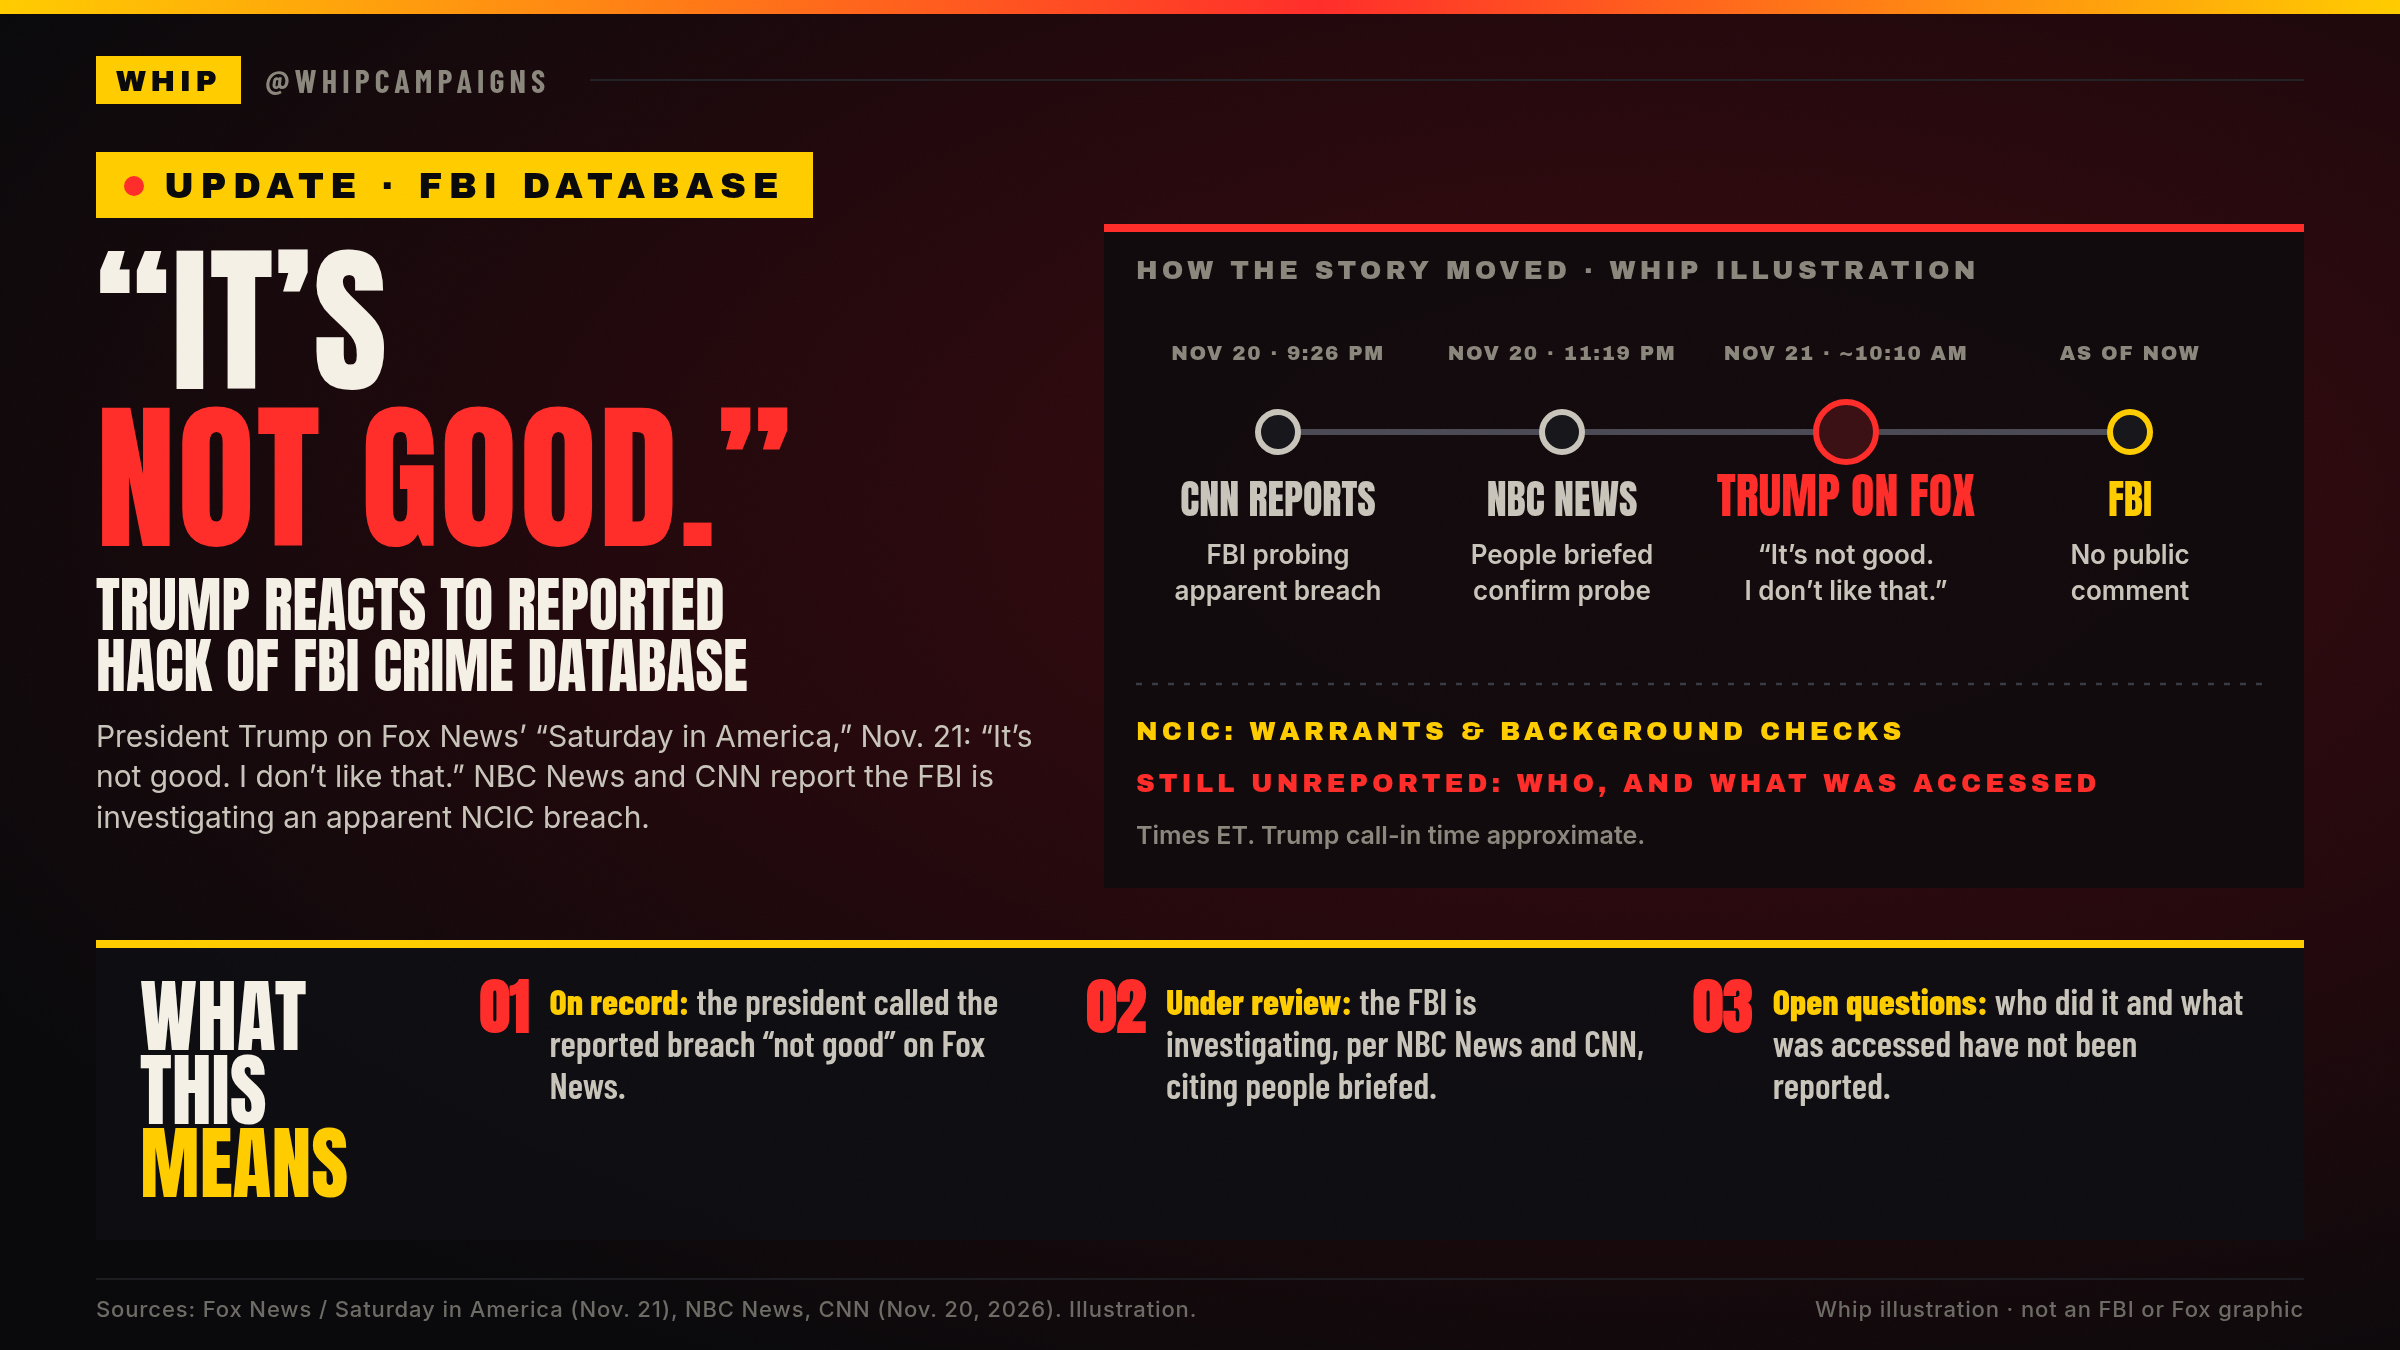 WHIP @WHIPCAMPAIGNS
UPDATE · FBI DATABASE
“IT’S
NOT GOOD.”
TRUMP REACTS TO REPORTED
HACK OF FBI CRIME DATABASE
President Trump on Fox News’ “Saturday in America,” Nov. 21: “It’s
not good. I don’t like that.” NBC News and CNN report the FBI is
investigating an apparent NCIC breach.
HOW THE STORY MOVED · WHIP ILLUSTRATION
NOV 20 · 9:26 PM
CNN REPORTS
FBI probing
apparent breach
NOV 20 · 11:19 PM
NBC NEWS
People briefed
confirm probe
NOV 21 · ~10:10 AM
TRUMP ON FOX
“It’s not good.
I don’t like that.”
AS OF NOW
FBI
No public
comment
NCIC: WARRANTS & BACKGROUND CHECKS
STILL UNREPORTED: WHO, AND WHAT WAS ACCESSED
Times ET. Trump call-in time approximate.
WHAT
THIS
MEANS
01 On record: the president called the
reported breach “not good” on Fox
News.
02 Under review: the FBI is
investigating, per NBC News and CNN,
citing people briefed.
03 Open questions: who did it and what
was accessed have not been
reported.
Sources: Fox News / Saturday in America (Nov. 21), NBC News, CNN (Nov. 20, 2026). Illustration.
Whip illustration · not an FBI or Fox graphic